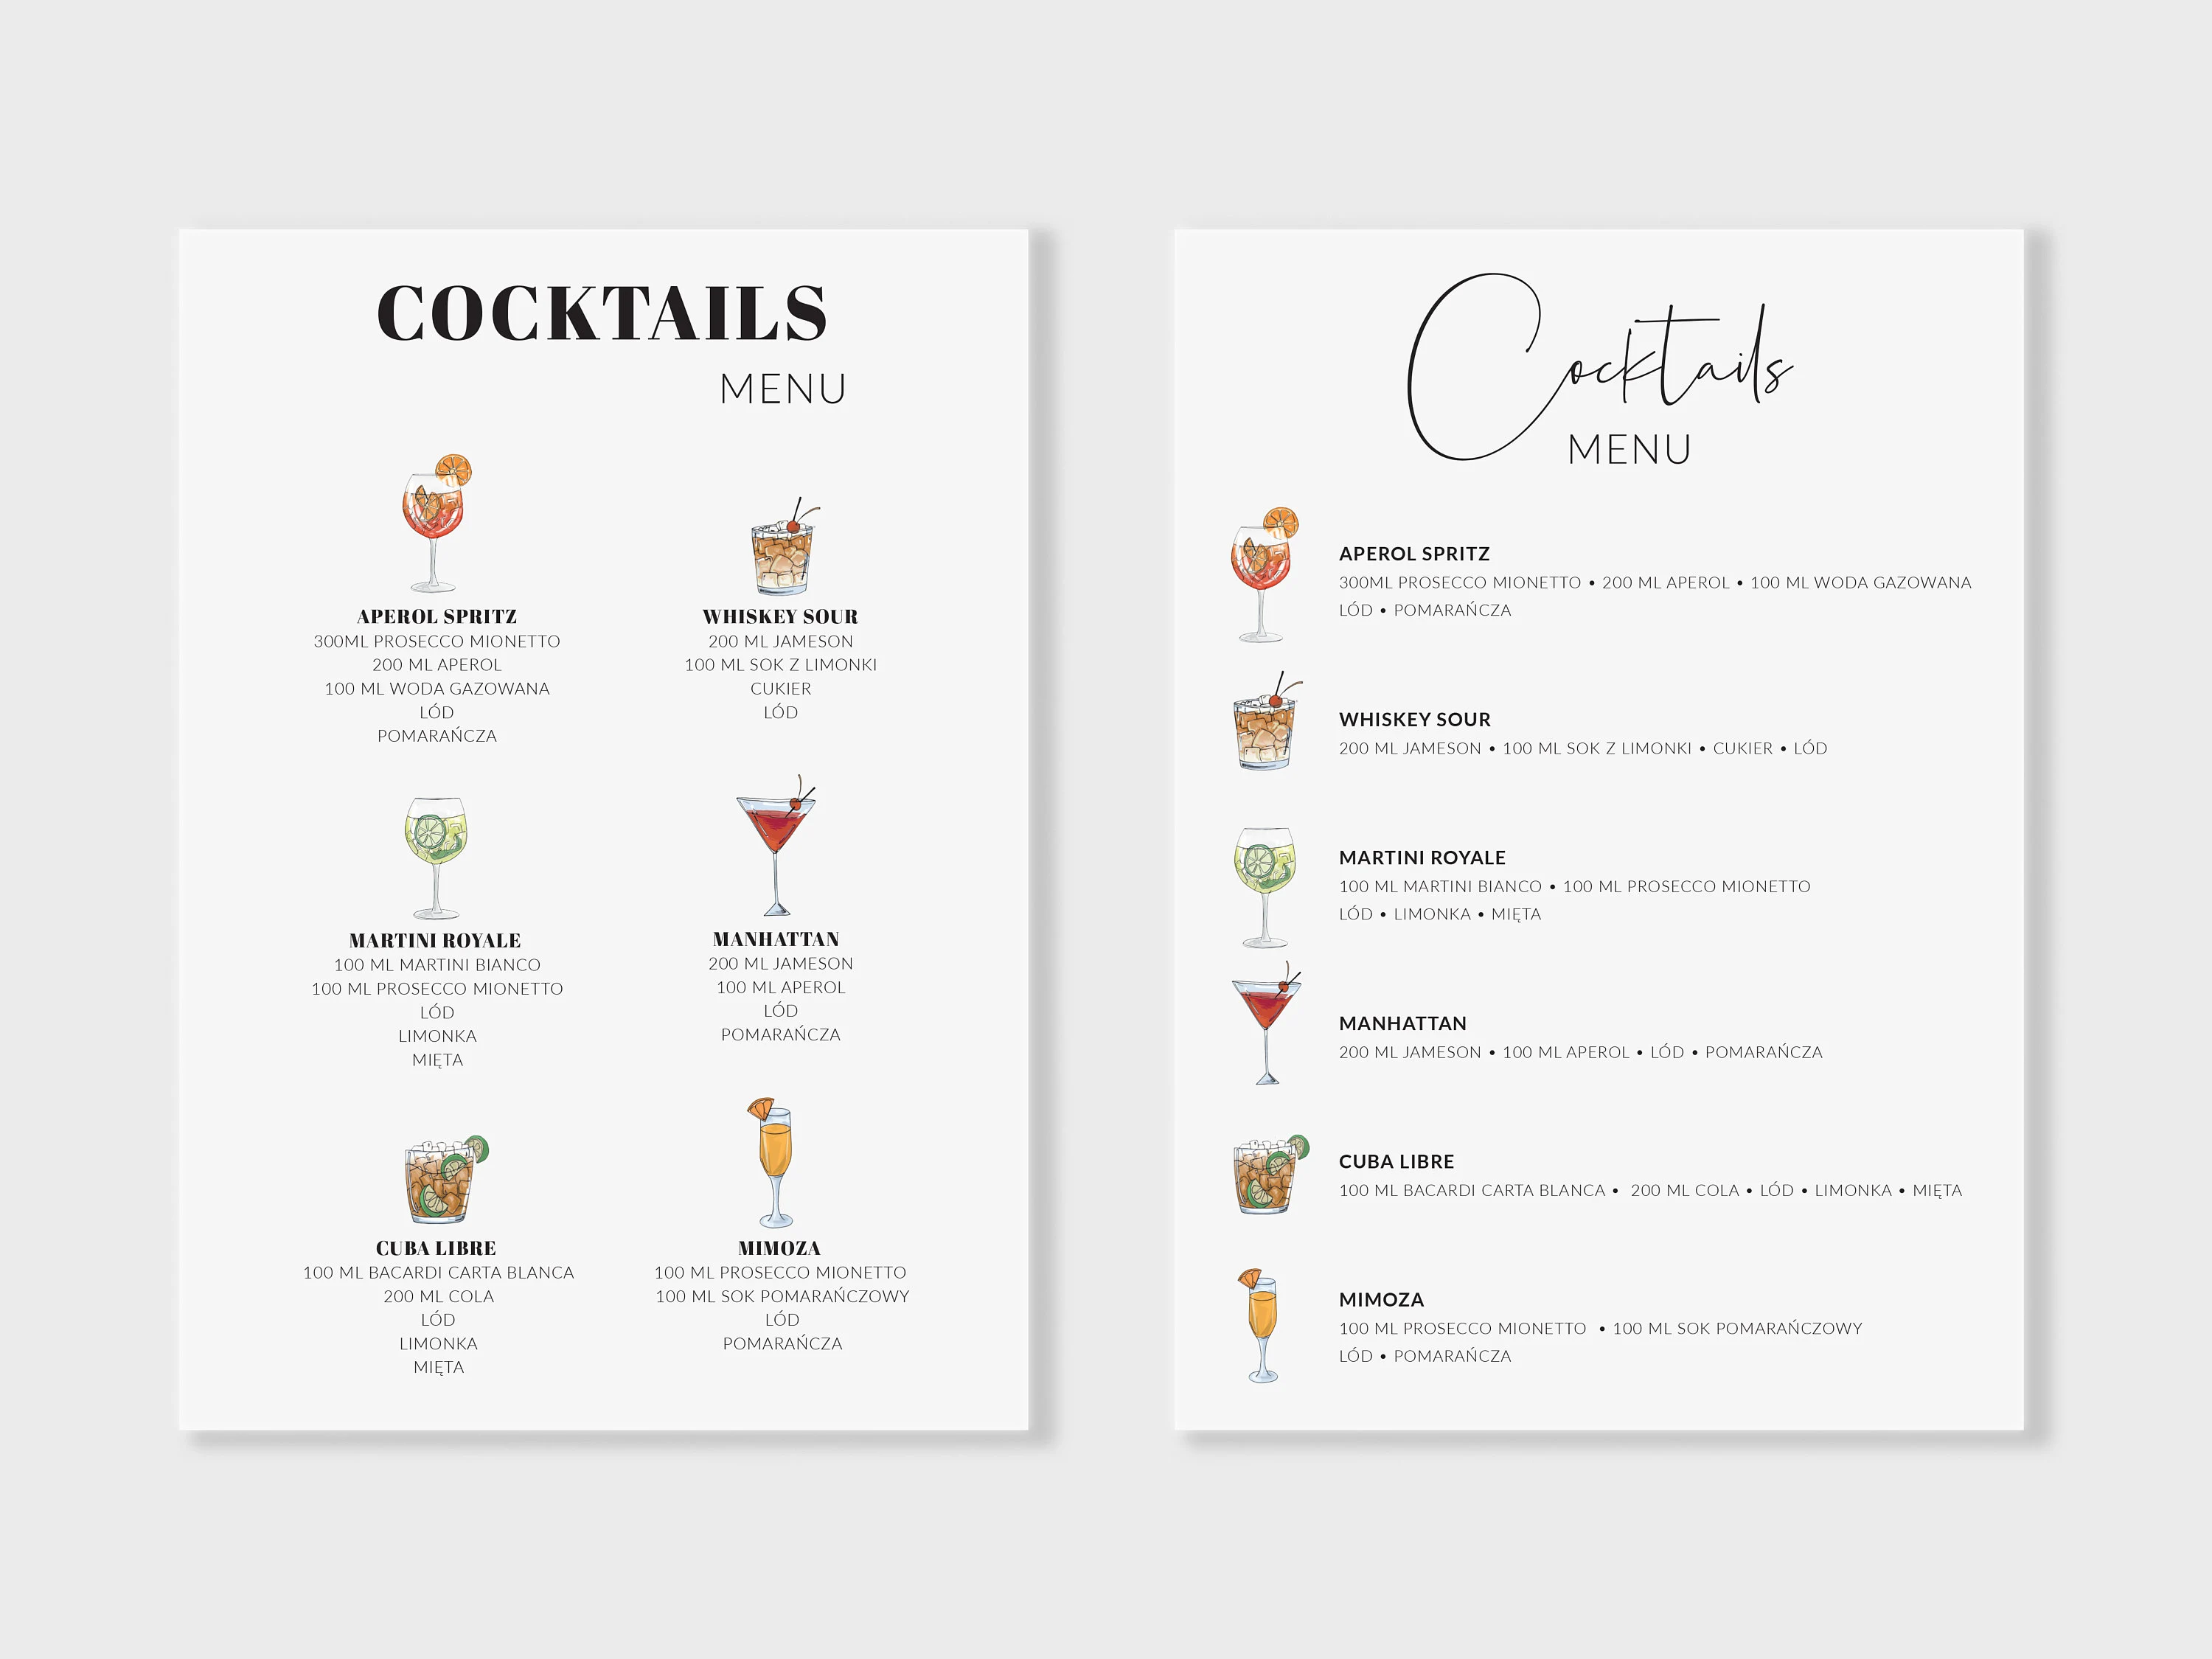 COCKTAILS
MENU
APEROL SPRITZ
300ML PROSECCO MIONETTO
200 ML APEROL
100 ML WODA GAZOWANA
LÓD
POMARAŃCZA
WHISKEY SOUR
200 ML JAMESON
100 ML SOK Z LIMONKI
CUKIER
LÓD
MARTINI ROYALE
100 ML MARTINI BIANCO
100 ML PROSECCO MIONETTO
LÓD
LIMONKA
MIĘTA
MANHATTAN
200 ML JAMESON
100 ML APEROL
LÓD
POMARAŃCZA
CUBA LIBRE
100 ML BACARDI CARTA BLANCA
200 ML COLA
LÓD
LIMONKA
MIĘTA
MIMOZA
100 ML PROSECCO MIONETTO
100 ML SOK POMARAŃCZOWY
LÓD
POMARAŃCZA
Cocktails
MENU
APEROL SPRITZ
300ML PROSECCO MIONETTO • 200 ML APEROL • 100 ML WODA GAZOWANA
LÓD • POMARAŃCZA
WHISKEY SOUR
200 ML JAMESON • 100 ML SOK Z LIMONKI • CUKIER • LÓD
MARTINI ROYALE
100 ML MARTINI BIANCO • 100 ML PROSECCO MIONETTO
LÓD • LIMONKA • MIĘTA
MANHATTAN
200 ML JAMESON • 100 ML APEROL • LÓD • POMARAŃCZA
CUBA LIBRE
100 ML BACARDI CARTA BLANCA • 200 ML COLA • LÓD • LIMONKA • MIĘTA
MIMOZA
100 ML PROSECCO MIONETTO • 100 ML SOK POMARAŃCZOWY
LÓD • POMARAŃCZA